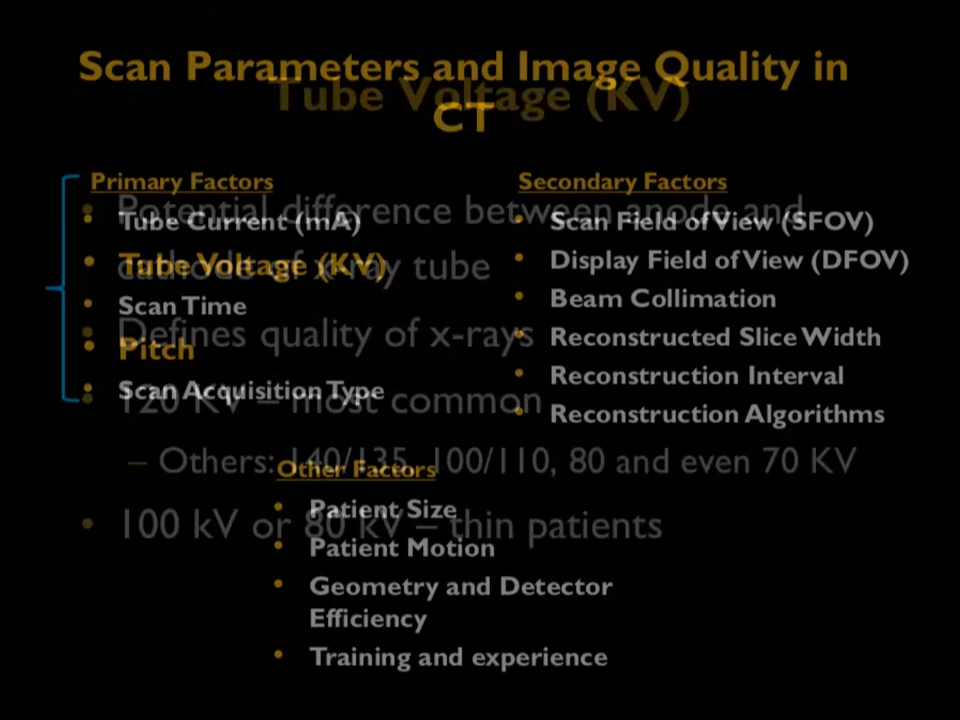 Scan Parameters and Image Quality in
CT
Primary Factors
• Tube Current (mA)
• Tube Voltage (KV)
• Scan Time
• Pitch
• Scan Acquisition Type
Secondary Factors
• Scan Field of View (SFOV)
• Display Field of View (DFOV)
• Beam Collimation
• Reconstructed Slice Width
• Reconstruction Interval
• Reconstruction Algorithms
Other Factors
• Patient Size
• Patient Motion
• Geometry and Detector
Efficiency
• Training and experience
Tube Voltage (KV)
• Potential difference between anode and
cathode of x-ray tube
• Defines quality of x-rays
• 120 KV – most common
– Others: 140/135, 100/110, 80 and even 70 KV
• 100 kV or 80 kV – thin patients